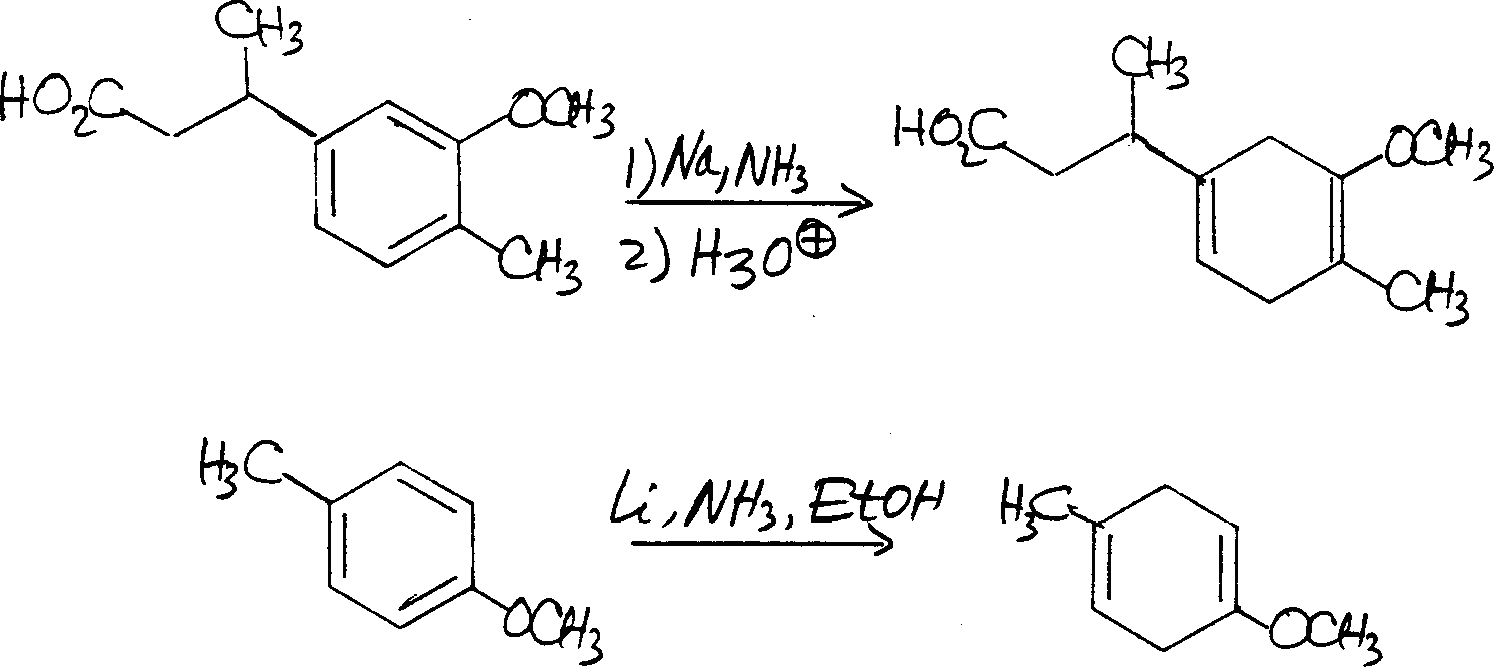 CH3
HO2C
OCH3
CH3
1) Na, NH3
2) H3O⊕
CH3
HO2C
OCH3
CH3
H3C
OCH3
Li, NH3, EtOH
H3C
OCH3